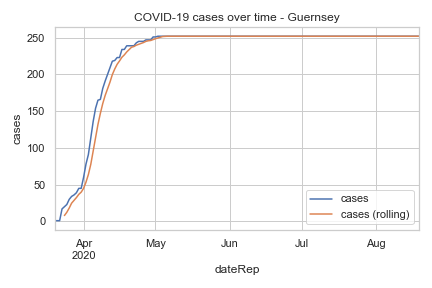 COVID-19 cases over time - Guernsey
cases
250
200
150
100
50
0
cases
cases (rolling)
Apr
2020
May
Jun
Jul
Aug
dateRep